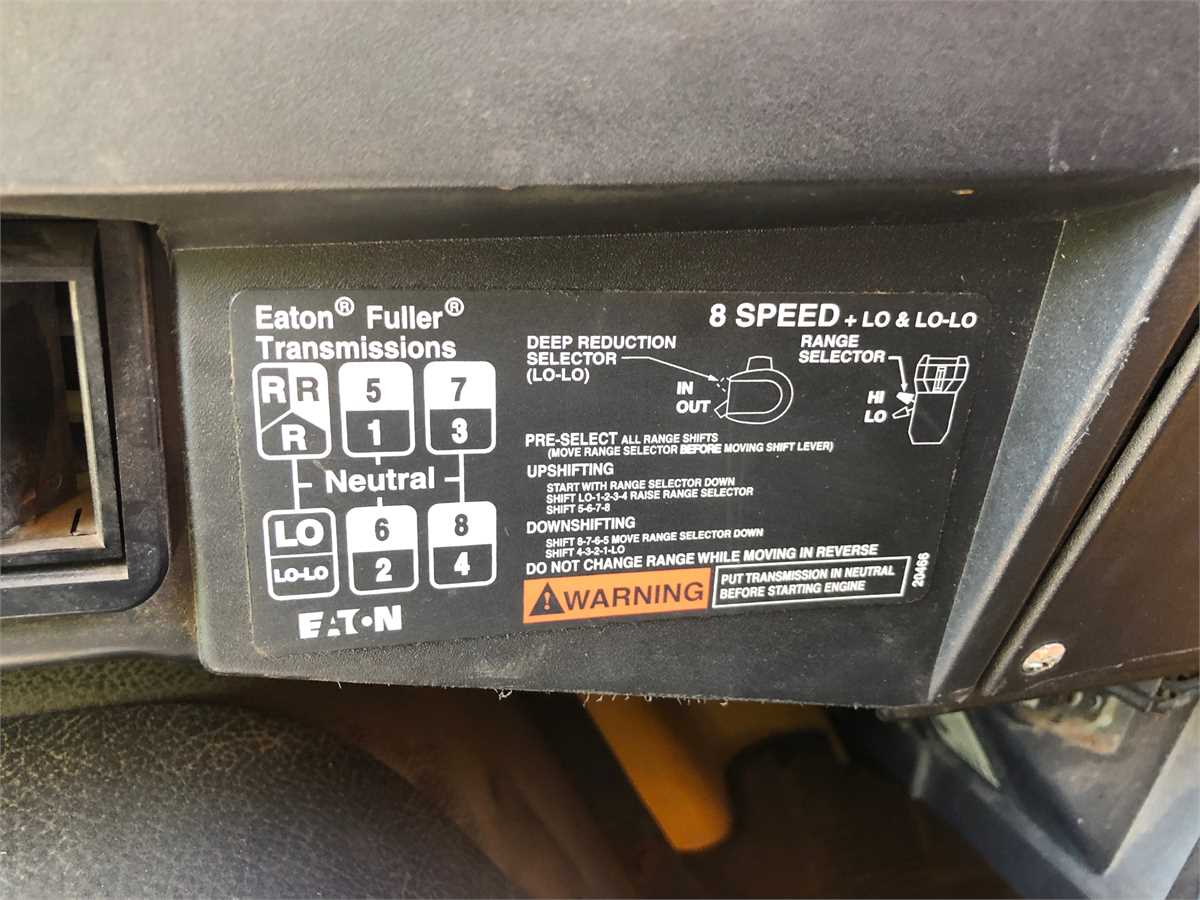 Eaton® Fuller®
Transmissions
R R
R
5
1
7
3
Neutral
LO
LO-LO
6
2
8
4
EATON
8 SPEED + LO & LO-LO
DEEP REDUCTION
SELECTOR
(LO-LO)
IN
OUT
RANGE
SELECTOR
HI
LO
PRE-SELECT ALL RANGE SHIFTS
(MOVE RANGE SELECTOR BEFORE MOVING SHIFT LEVER)
UPSHIFTING
START WITH RANGE SELECTOR DOWN
SHIFT LO-1-2-3-4 RAISE RANGE SELECTOR
SHIFT 5-6-7-8
DOWNSHIFTING
SHIFT 8-7-6-5 MOVE RANGE SELECTOR DOWN
SHIFT 4-3-2-1-LO
DO NOT CHANGE RANGE WHILE MOVING IN REVERSE
WARNING
PUT TRANSMISSION IN NEUTRAL
BEFORE STARTING ENGINE
20466